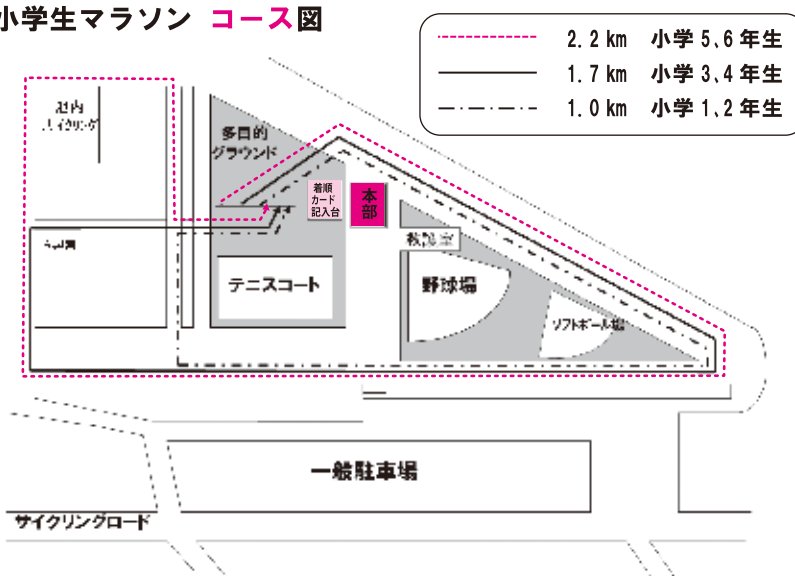 小学生マラソン コース図
2.2km 小学5、6年生
1.7km 小学3、4年生
1.0km 小学1、2年生
多目的
グラウンド
着順
カード
記入台
本部
テニスコート
野球場
ソフトボール場
一般駐車場
サイクリングロード